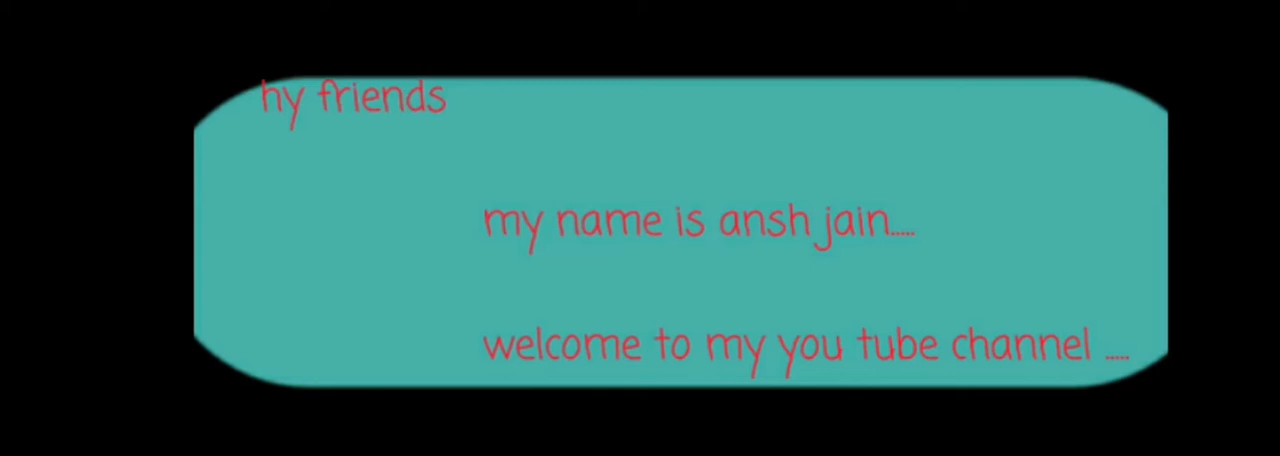 hy friends
my name is ansh jain.....
welcome to my you tube channel .....